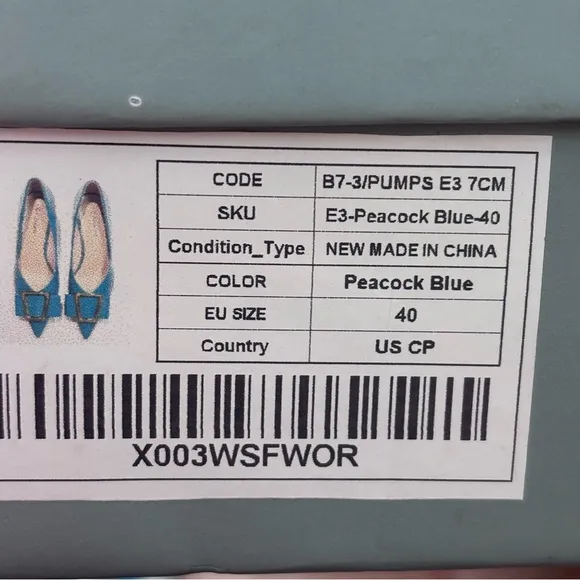 CODE B7-3/PUMPS E3 7CM
SKU E3-Peacock Blue-40
Condition_Type NEW MADE IN CHINA
COLOR Peacock Blue
EU SIZE 40
Country US CP
X003WSFWOR